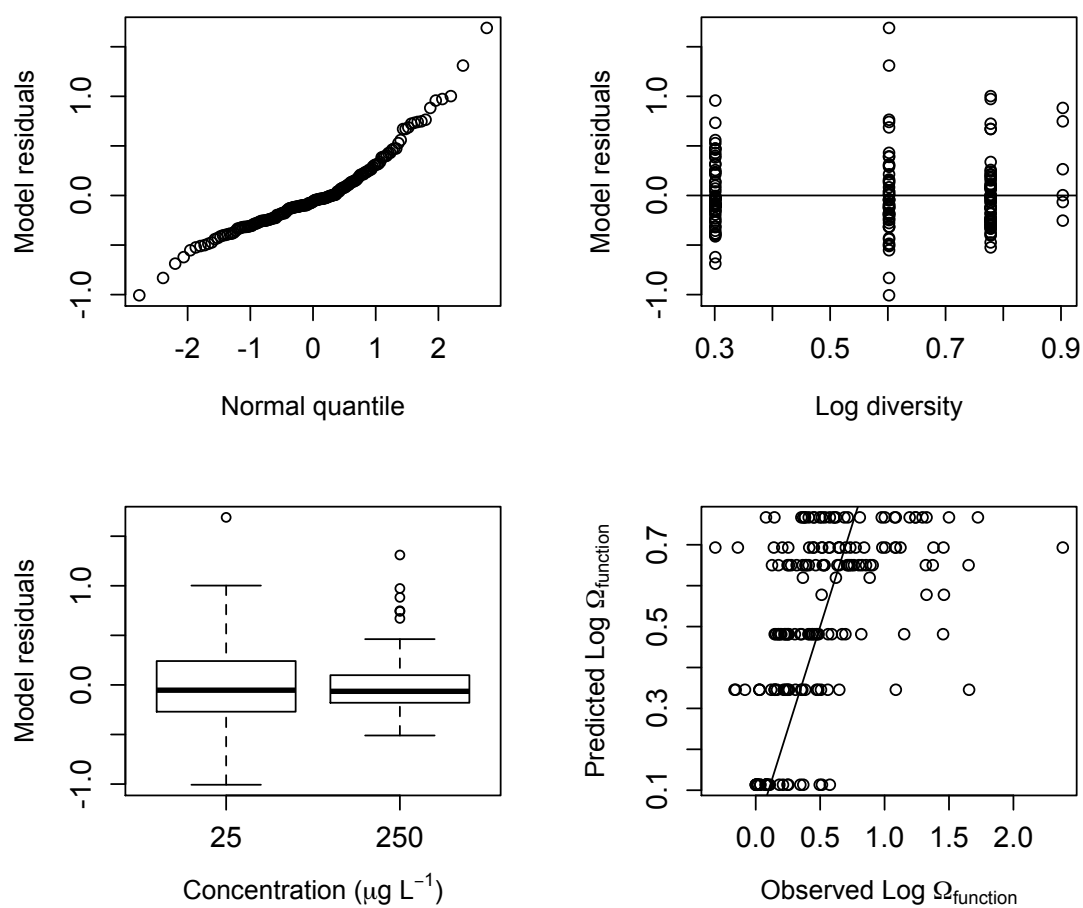 Model residuals
1.0
0.0
-1.0
-2 -1 0 1 2
Normal quantile
Model residuals
1.0
0.0
-1.0
0.3 0.5 0.7 0.9
Log diversity
Model residuals
1.0
0.0
-1.0
25 250
Concentration (μg L⁻¹)
Predicted Log Ωfunction
0.7
0.5
0.3
0.1
0.0 0.5 1.0 1.5 2.0
Observed Log Ωfunction